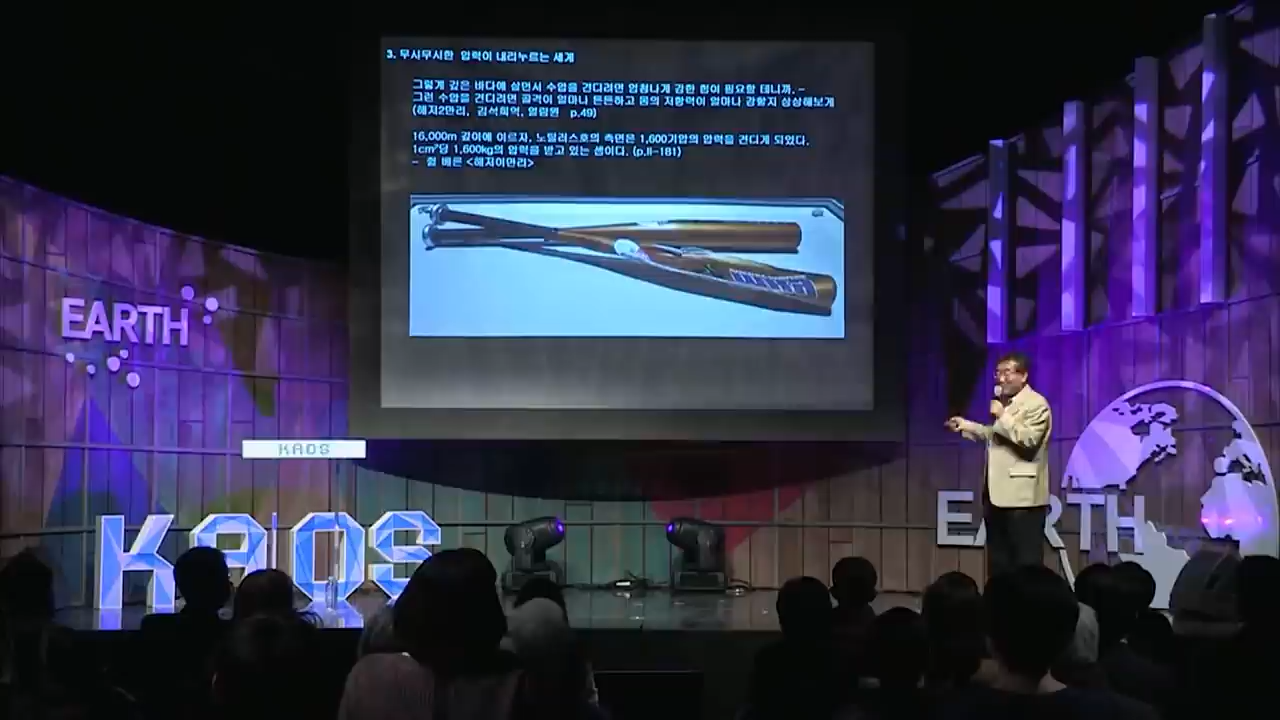 3. 무시무시한 압력이 내리누르는 세계
그렇게 깊은 바다에 살면서 수압을 견디려면 엄청나게 강한 힘이 필요할 테니까. -
그런 수압을 견디려면 골격이 얼마나 튼튼하고 몸의 저항력이 얼마나 강할지 상상해보게
(해저2만리, 김석희역, 열림원 p.49)
16,000m 깊이에 이르자, 노틸러스호의 측면은 1,600기압의 압력을 견디게 되었다.
1cm²당 1,600kg의 압력을 받고 있는 셈이다. (p.II-181)
- 쥘 베른 <해저이만리>
EARTH
KAOS
KAOS
EARTH